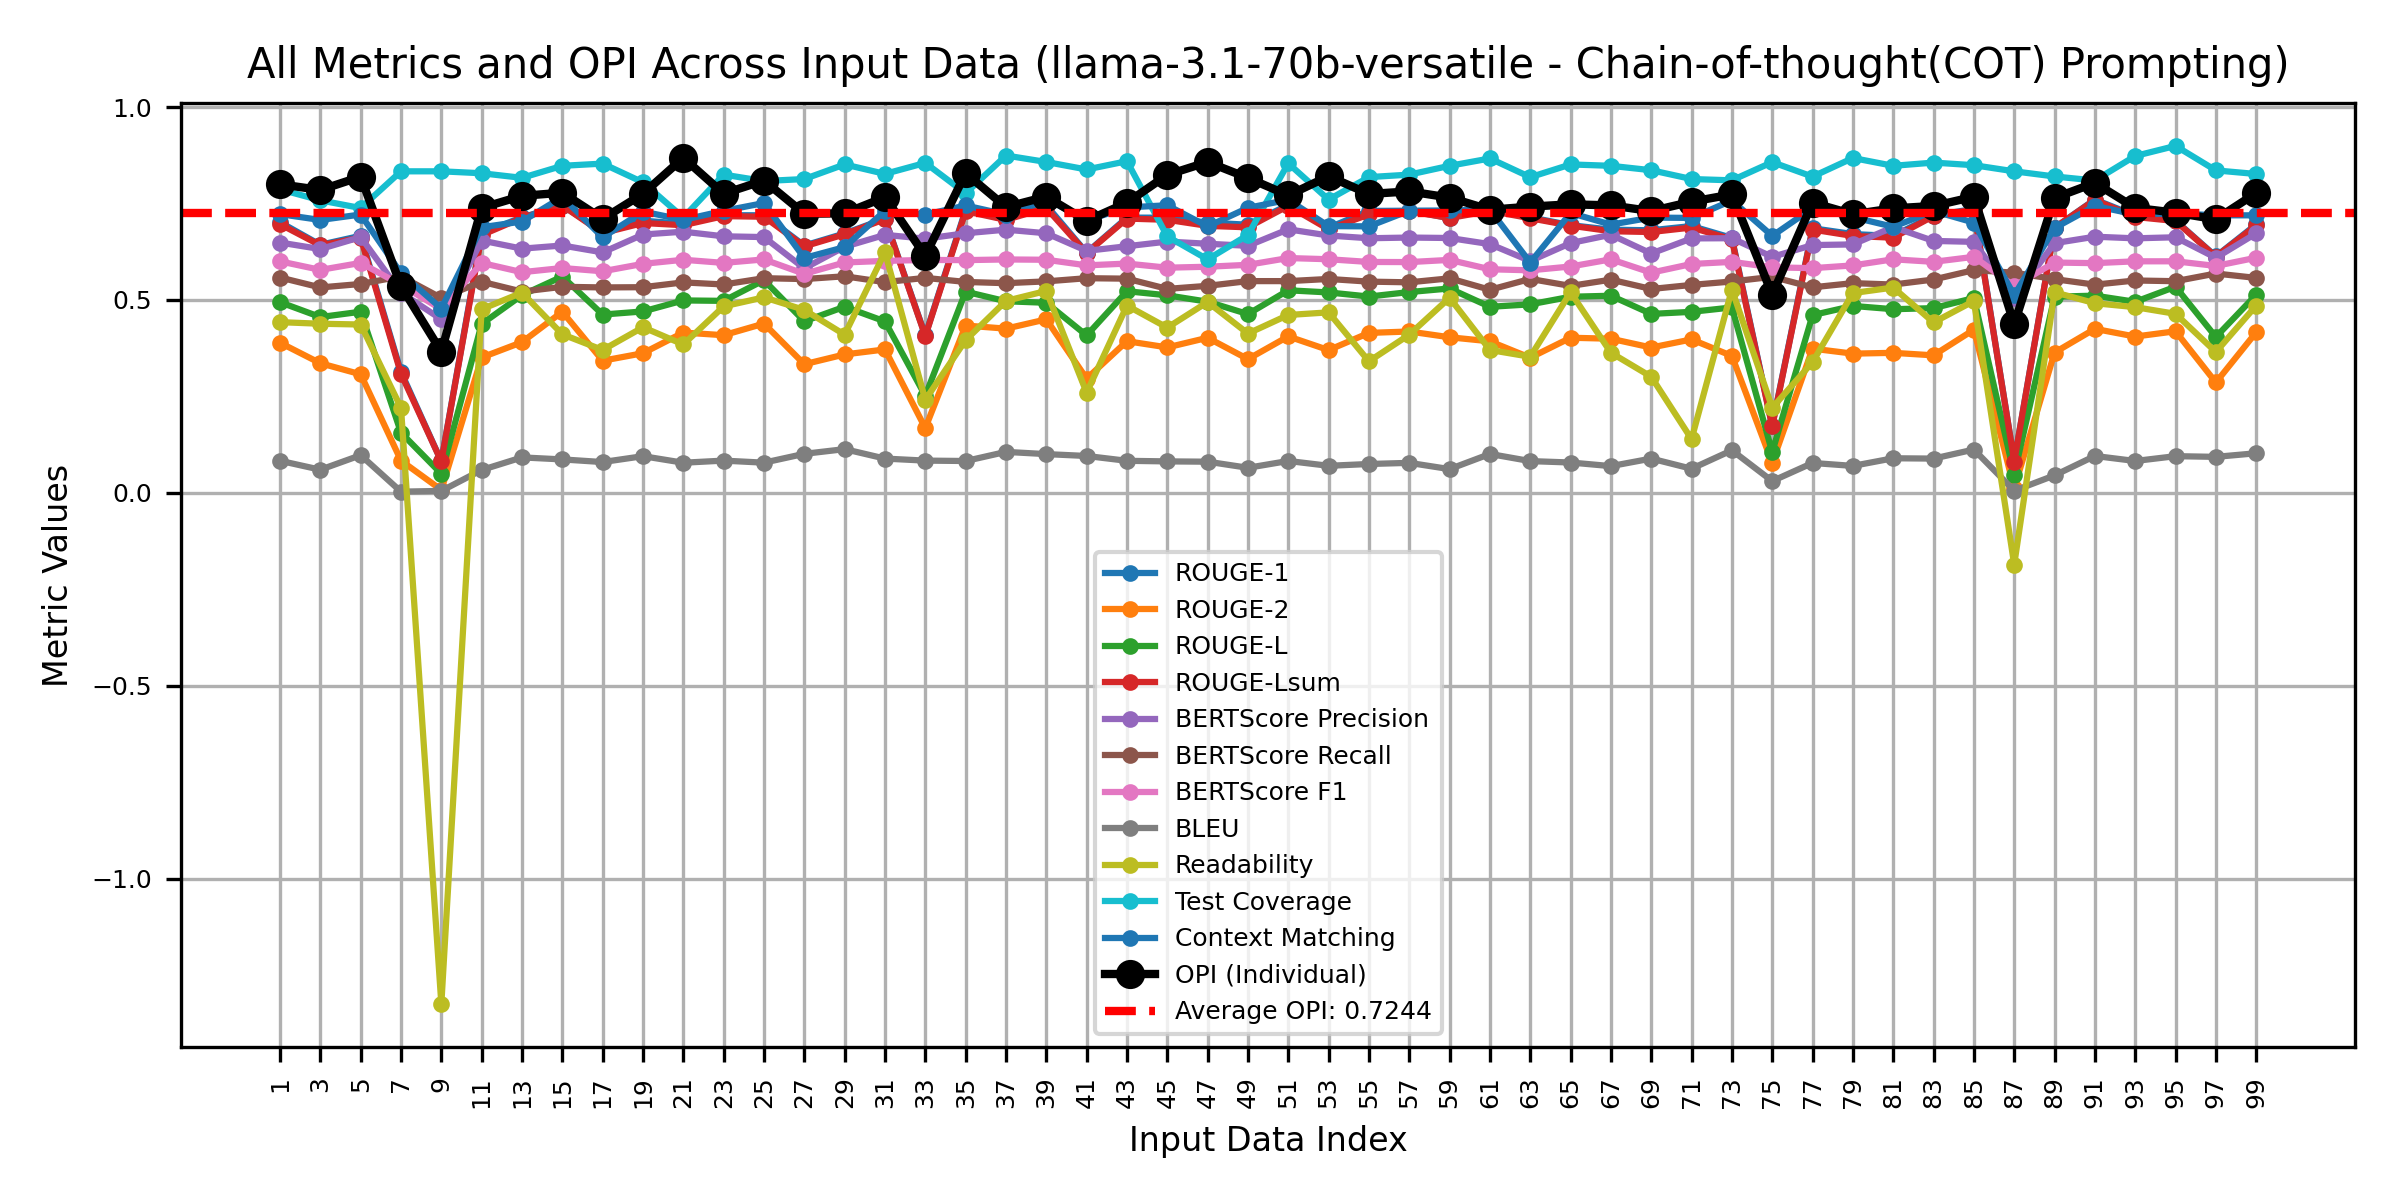 All Metrics and OPI Across Input Data (llama-3.1-70b-versatile - Chain-of-thought(COT) Prompting)
Metric Values
1.0
0.5
0.0
−0.5
−1.0
ROUGE-1
ROUGE-2
ROUGE-L
ROUGE-Lsum
BERTScore Precision
BERTScore Recall
BERTScore F1
BLEU
Readability
Test Coverage
Context Matching
OPI (Individual)
Average OPI: 0.7244
1 3 5 7 9 11 13 15 17 19 21 23 25 27 29 31 33 35 37 39 41 43 45 47 49 51 53 55 57 59 61 63 65 67 69 71 73 75 77 79 81 83 85 87 89 91 93 95 97 99
Input Data Index